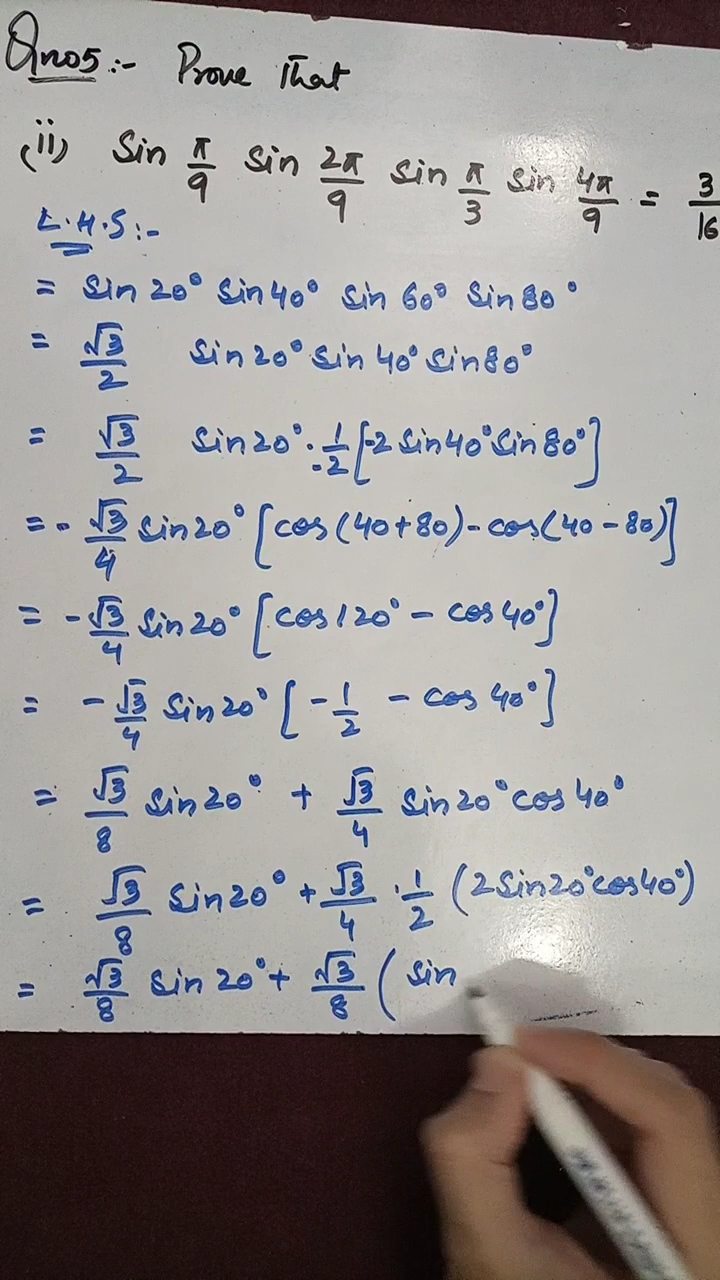 Qno5:- Prove that
(ii) Sin π/9 sin 2π/9 sin π/3 sin 4π/9 = 3/16
L.H.S:-
= Sin 20° Sin 40° Sin 60° Sin 80°
= √3/2 Sin 20° Sin 40° Sin 80°
= √3/2 Sin 20° · 1/-2 [-2 Sin 40° Sin 80°]
= - √3/4 Sin 20° [cos(40+80) - cos(40-80)]
= - √3/4 Sin 20° [cos 120° - cos 40°]
= - √3/4 Sin 20° [-1/2 - cos 40°]
= √3/8 Sin 20° + √3/4 Sin 20° cos 40°
= √3/8 Sin 20° + √3/4 · 1/2 (2 Sin 20° cos 40°)
= √3/8 Sin 20° + √3/8 ( Sin